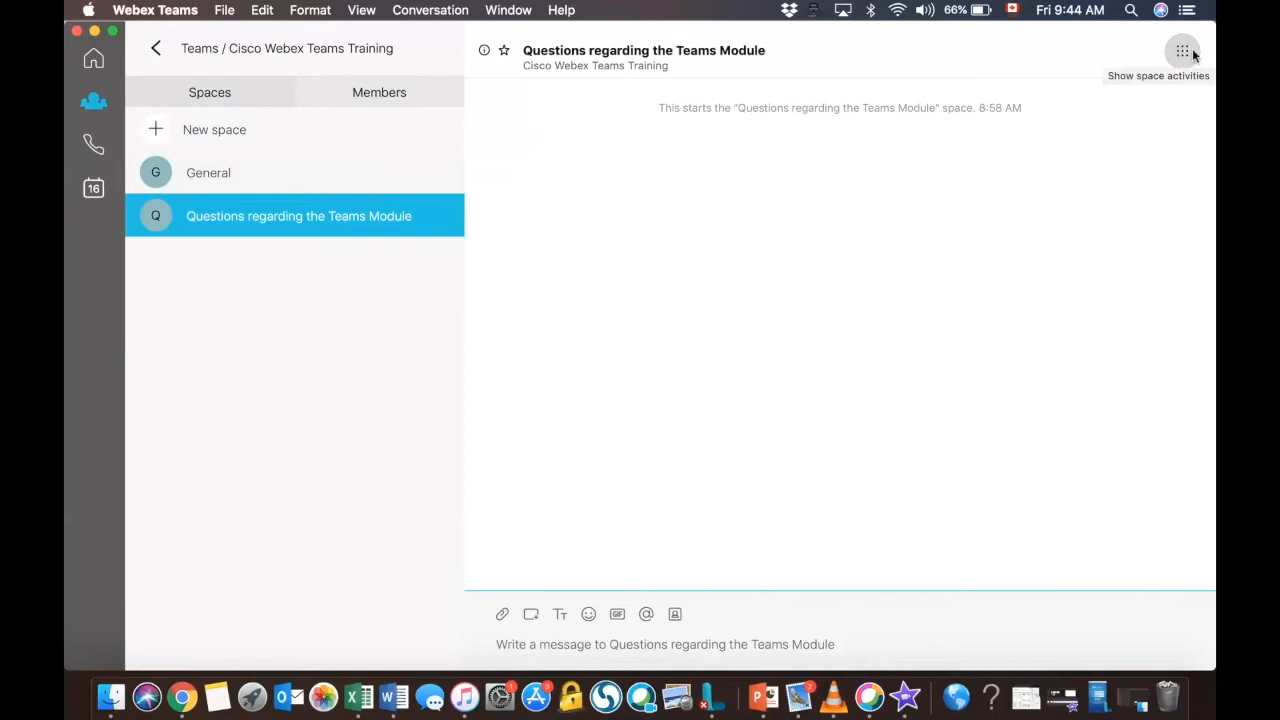 Webex Teams File Edit Format View Conversation Window Help 66% Fri 9:44 AM
Teams / Cisco Webex Teams Training
Spaces Members
New space
G General
Q Questions regarding the Teams Module
16
Questions regarding the Teams Module
Cisco Webex Teams Training
Show space activities
This starts the "Questions regarding the Teams Module" space. 8:58 AM
GIF
Write a message to Questions regarding the Teams Module